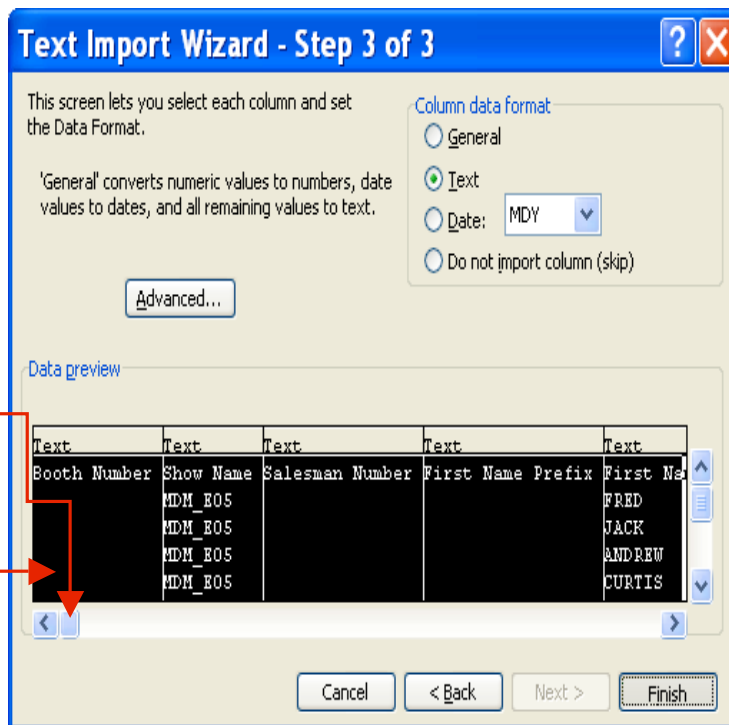 Text Import Wizard - Step 3 of 3
This screen lets you select each column and set
the Data Format.
'General' converts numeric values to numbers, date
values to dates, and all remaining values to text.
Advanced...
Column data format
General
Text
Date: MDY
Do not import column (skip)
Data preview
Text Text Text Text Text
Booth Number Show Name Salesman Number First Name Prefix First Na
MDM_E05 FRED
MDM_E05 JACK
MDM_E05 ANDREW
MDM_E05 CURTIS
Cancel < Back Next > Finish